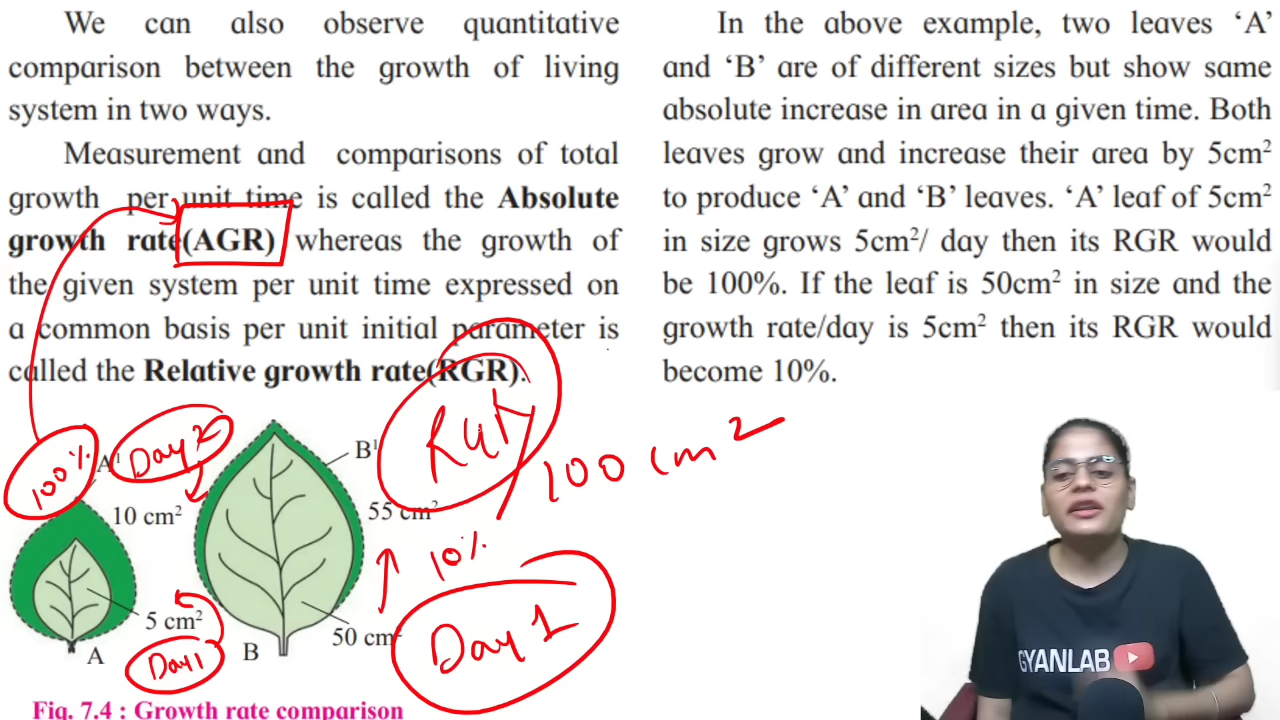 We can also observe quantitative
comparison between the growth of living
system in two ways.
Measurement and comparisons of total
growth per unit time is called the Absolute
growth rate(AGR) whereas the growth of
the given system per unit time expressed on
a common basis per unit initial parameter is
called the Relative growth rate(RGR).
100%
A¹
Day 2
10 cm²
5 cm²
Day 1
A
B¹
55 cm²
10%
50 cm²
Day 1
B
100 cm²
Fig. 7.4 : Growth rate comparison
In the above example, two leaves ‘A’
and ‘B’ are of different sizes but show same
absolute increase in area in a given time. Both
leaves grow and increase their area by 5cm²
to produce ‘A’ and ‘B’ leaves. ‘A’ leaf of 5cm²
in size grows 5cm²/ day then its RGR would
be 100%. If the leaf is 50cm² in size and the
growth rate/day is 5cm² then its RGR would
become 10%.
GYANLAB